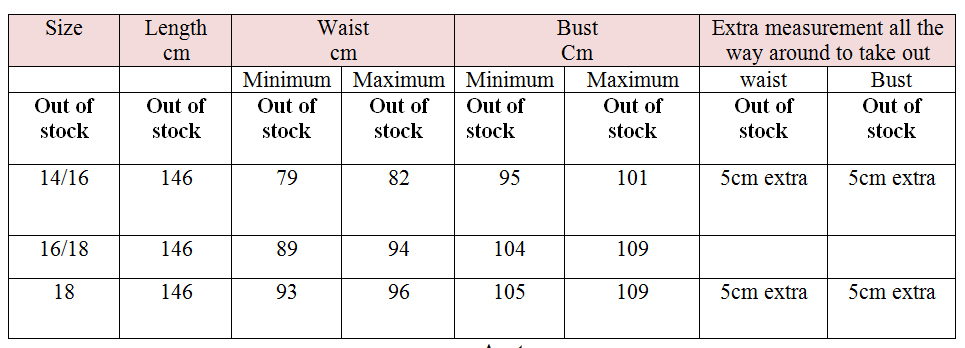 Size Length Waist Bust Extra measurement all the
cm cm Cm way around to take out
Minimum Maximum Minimum Maximum waist Bust
Out of Out of Out of Out of Out of Out of Out of Out of
stock stock stock stock stock stock stock stock
14/16 146 79 82 95 101 5cm extra 5cm extra
16/18 146 89 94 104 109
18 146 93 96 105 109 5cm extra 5cm extra